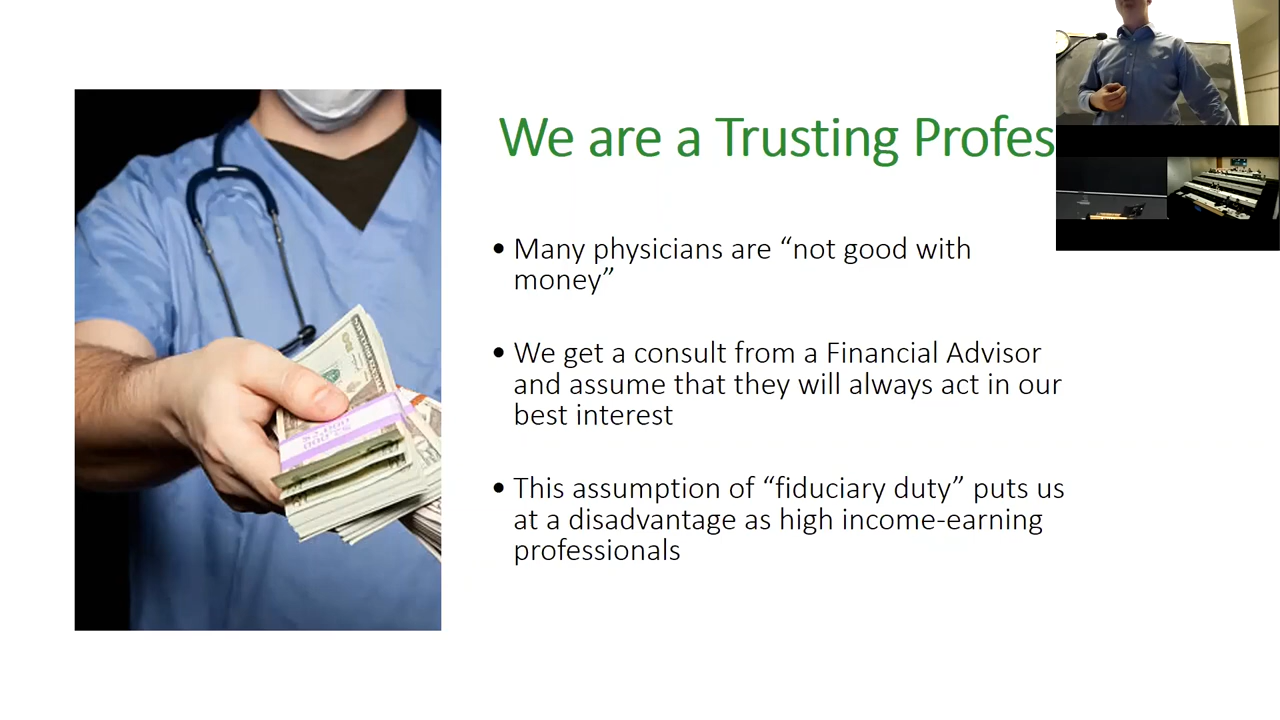 We are a Trusting Profes
• Many physicians are “not good with
money”
• We get a consult from a Financial Advisor
and assume that they will always act in our
best interest
• This assumption of “fiduciary duty” puts us
at a disadvantage as high income-earning
professionals